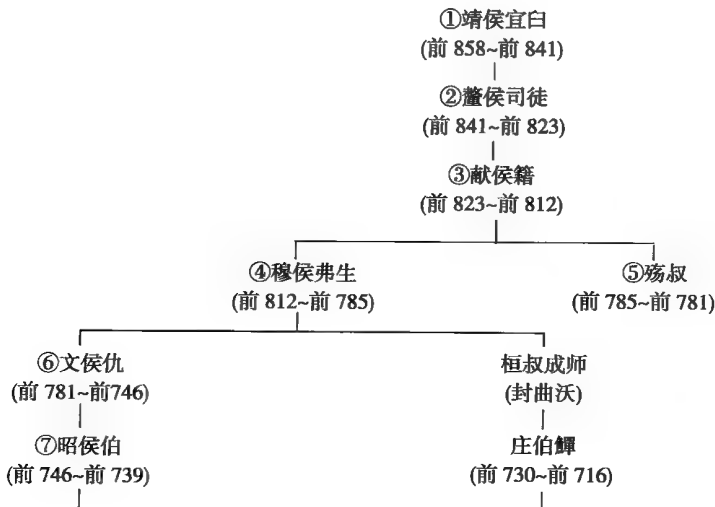 ①靖侯宜臼
(前 858~前 841)
②釐侯司徒
(前 841~前 823)
③献侯籍
(前 823~前 812)
④穆侯弗生
(前 812~前 785)
⑤殇叔
(前 785~前 781)
⑥文侯仇
(前 781~前746)
桓叔成师
(封曲沃)
⑦昭侯伯
(前 746~前 739)
庄伯鱓
(前 730~前 716)